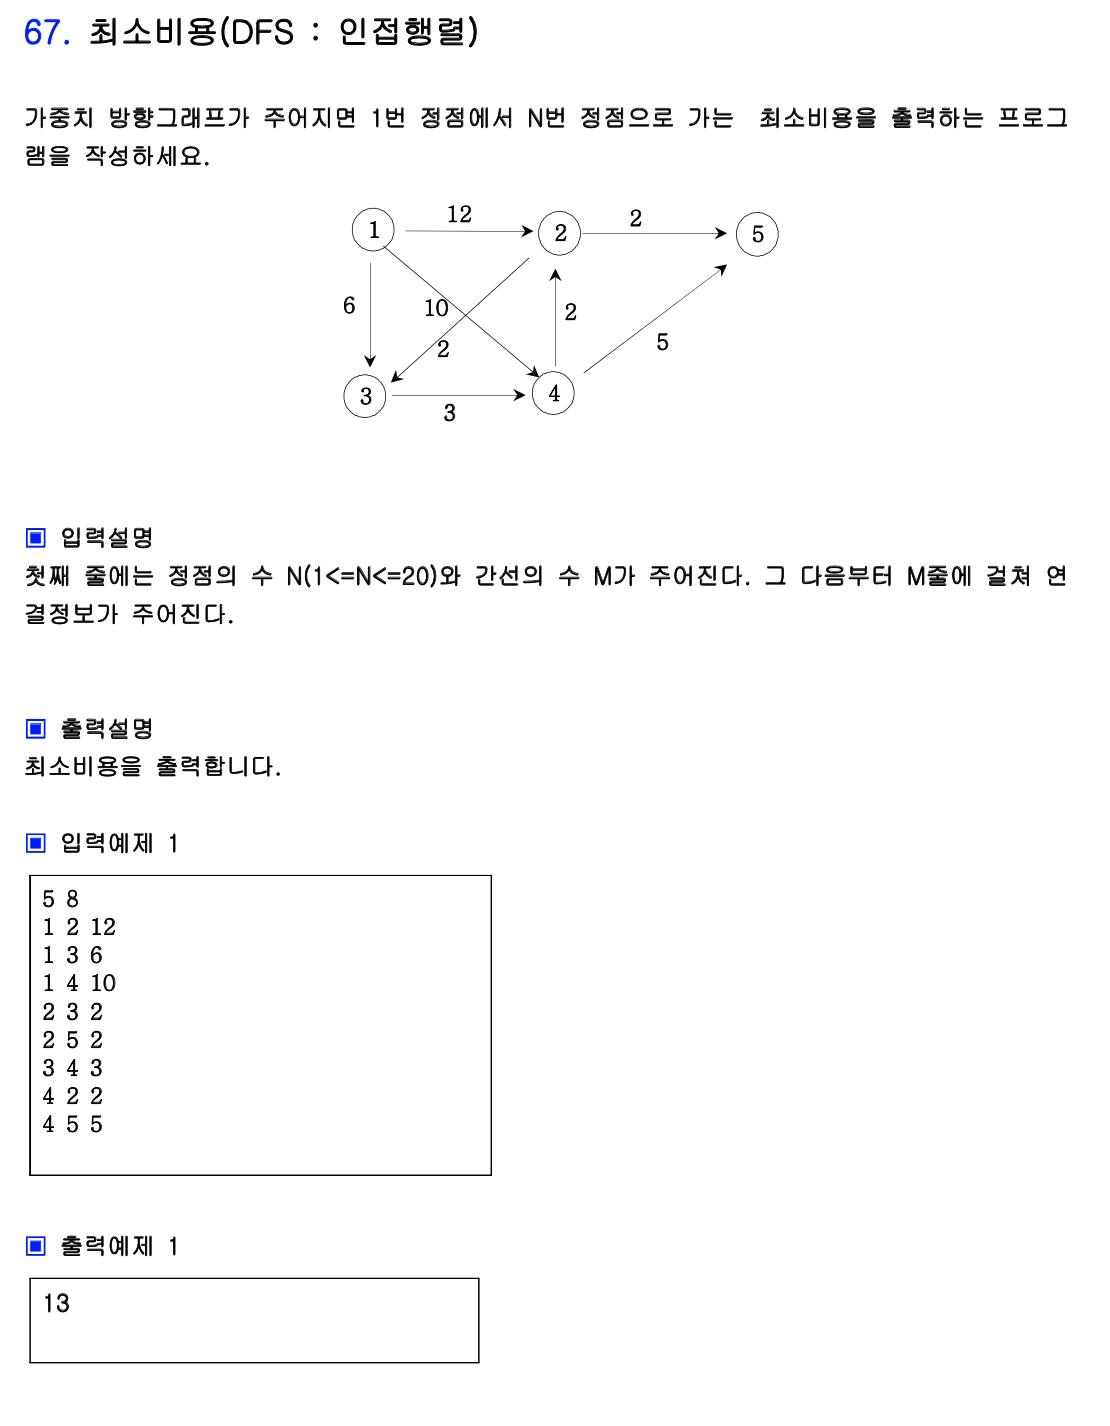 67. 최소비용(DFS : 인접행렬)
가중치 방향그래프가 주어지면 1번 정점에서 N번 정점으로 가는 최소비용을 출력하는 프로그
램을 작성하세요.
12
2
1
2
5
6
10
2
2
5
3
4
3
▣ 입력설명
첫째 줄에는 정점의 수 N(1<=N<=20)와 간선의 수 M가 주어진다. 그 다음부터 M줄에 걸쳐 연
결정보가 주어진다.
▣ 출력설명
최소비용을 출력합니다.
▣ 입력예제 1
5 8
1 2 12
1 3 6
1 4 10
2 3 2
2 5 2
3 4 3
4 2 2
4 5 5
▣ 출력예제 1
13